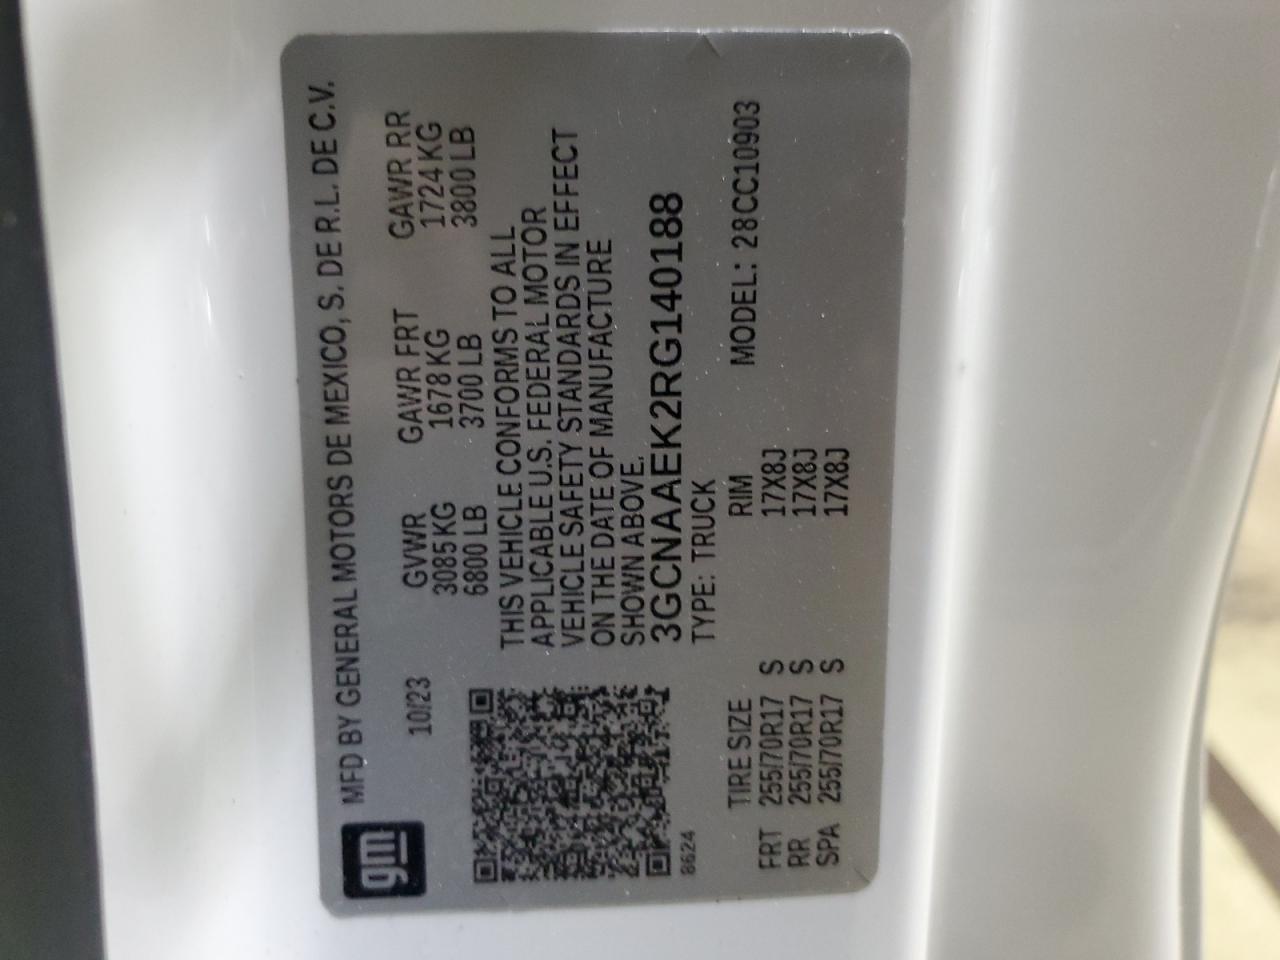 gm
MFD BY GENERAL MOTORS DE MEXICO, S. DE R.L. DE C.V.
10/23 GVWR GAWR FRT GAWR RR
3085 KG 1678 KG 1724 KG
6800 LB 3700 LB 3800 LB
THIS VEHICLE CONFORMS TO ALL
APPLICABLE U.S. FEDERAL MOTOR
VEHICLE SAFETY STANDARDS IN EFFECT
ON THE DATE OF MANUFACTURE
SHOWN ABOVE.
3GCNAAEK2RG140188
8624 TYPE: TRUCK
TIRE SIZE RIM MODEL: 28CC10903
FRT 255/70R17 S 17X8J
RR 255/70R17 S 17X8J
SPA 255/70R17 S 17X8J